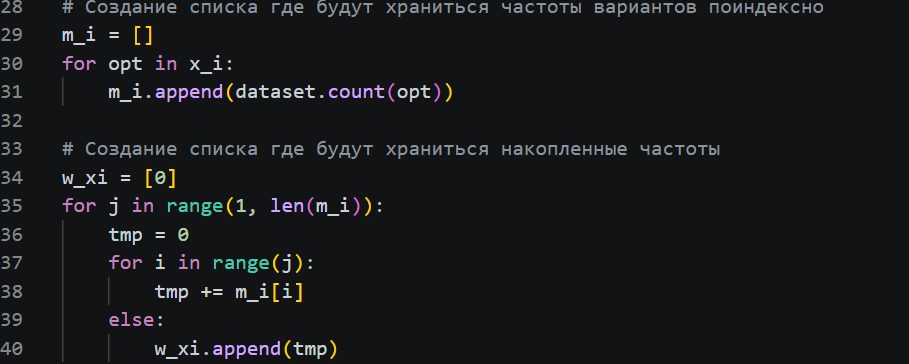 28 # Создание списка где будут храниться частоты вариантов поиндексно
29 m_i = []
30 for opt in x_i:
31     m_i.append(dataset.count(opt))
32
33 # Создание списка где будут храниться накопленные частоты
34 w_xi = [0]
35 for j in range(1, len(m_i)):
36     tmp = 0
37     for i in range(j):
38         tmp += m_i[i]
39     else:
40         w_xi.append(tmp)